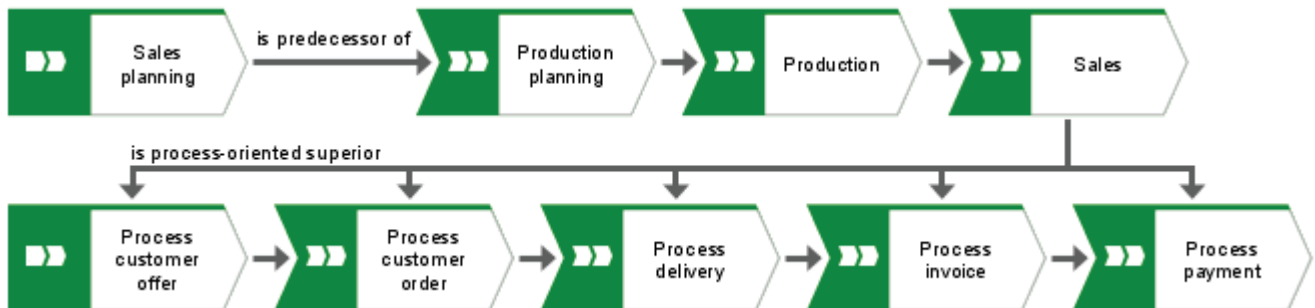 is predecessor of
Sales
planning
Production
planning
Production
Sales
is process-oriented superior
Process
customer
offer
Process
customer
order
Process
delivery
Process
invoice
Process
payment